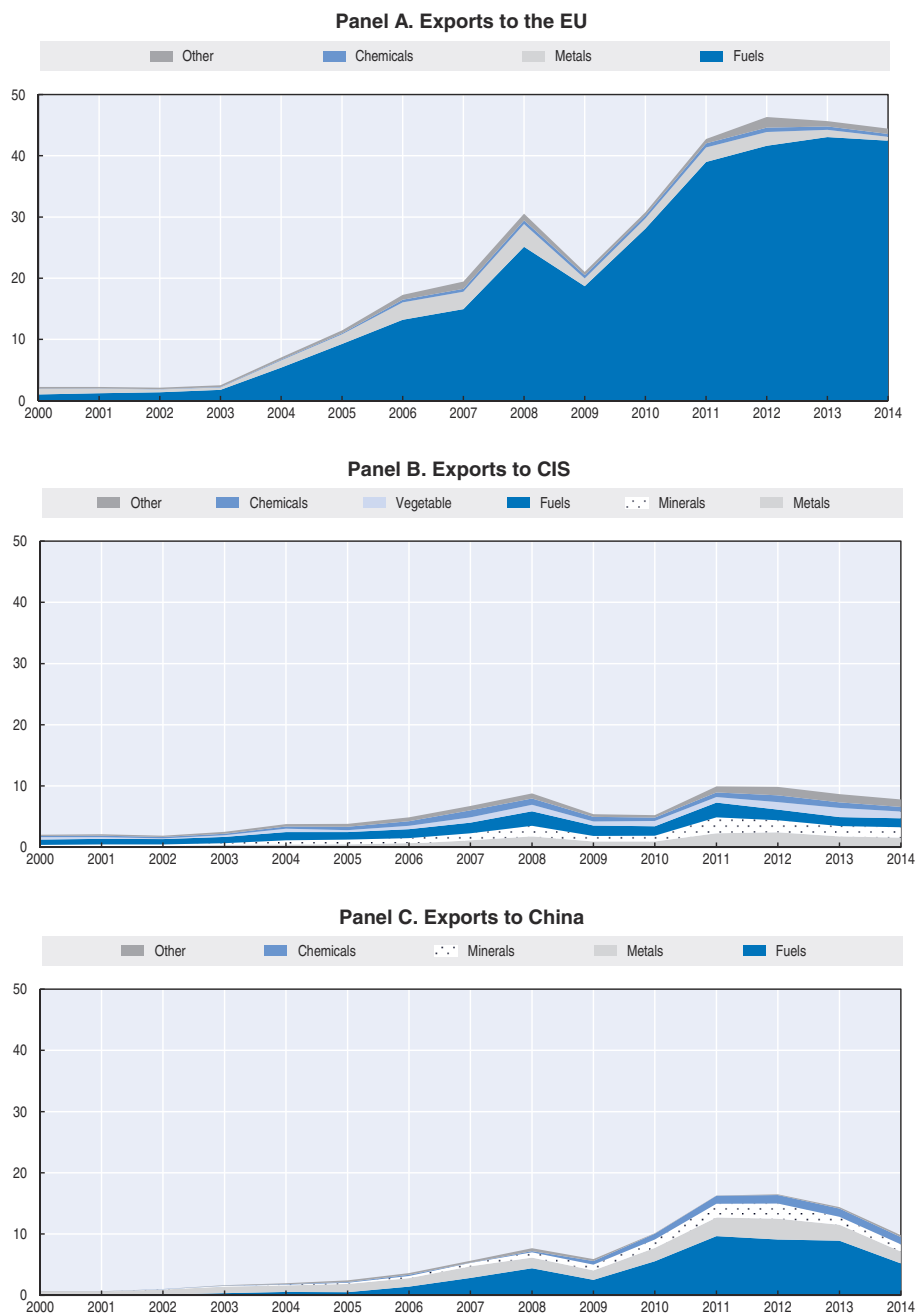 Panel A. Exports to the EU
Other Chemicals Metals Fuels
50
40
30
20
10
0
2000 2001 2002 2003 2004 2005 2006 2007 2008 2009 2010 2011 2012 2013 2014
Panel B. Exports to CIS
Other Chemicals Vegetable Fuels Minerals Metals
50
40
30
20
10
0
2000 2001 2002 2003 2004 2005 2006 2007 2008 2009 2010 2011 2012 2013 2014
Panel C. Exports to China
Other Chemicals Minerals Metals Fuels
50
40
30
20
10
0
2000 2001 2002 2003 2004 2005 2006 2007 2008 2009 2010 2011 2012 2013 2014